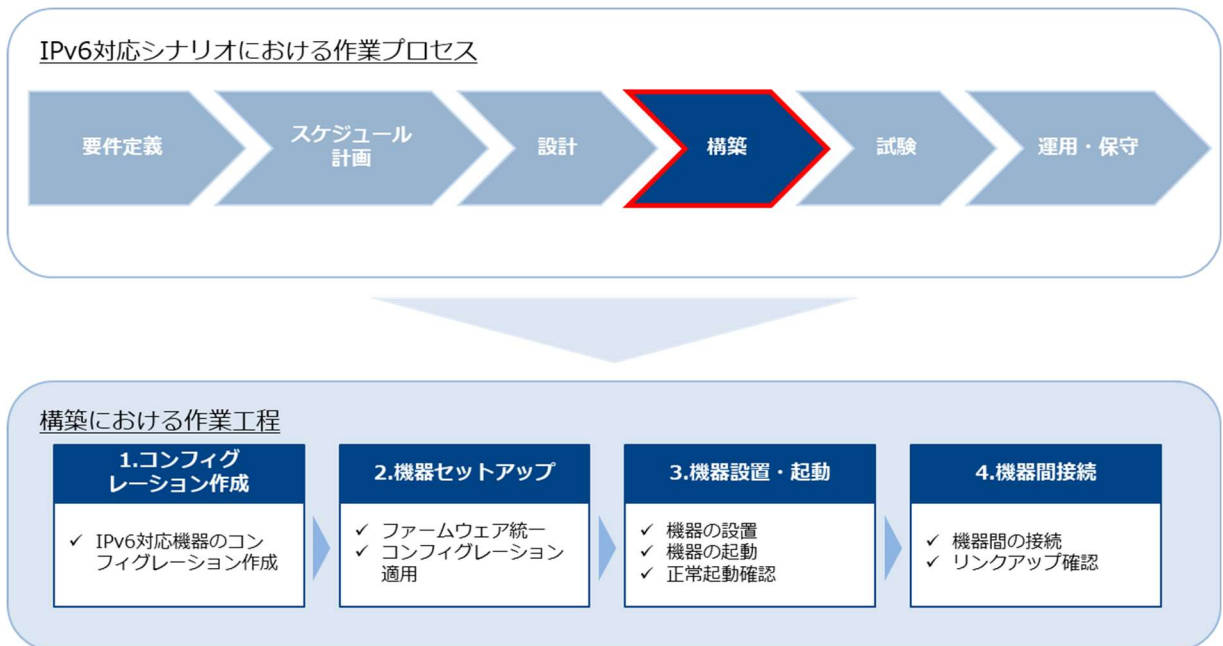 IPv6対応シナリオにおける作業プロセス
要件定義
スケジュール
計画
設計
構築
試験
運用・保守
構築における作業工程
1.コンフィグ
レーション作成
✓ IPv6対応機器のコン
フィグレーション作成
2.機器セットアップ
✓ ファームウェア統一
✓ コンフィグレーション
適用
3.機器設置・起動
✓ 機器の設置
✓ 機器の起動
✓ 正常起動確認
4.機器間接続
✓ 機器間の接続
✓ リンクアップ確認